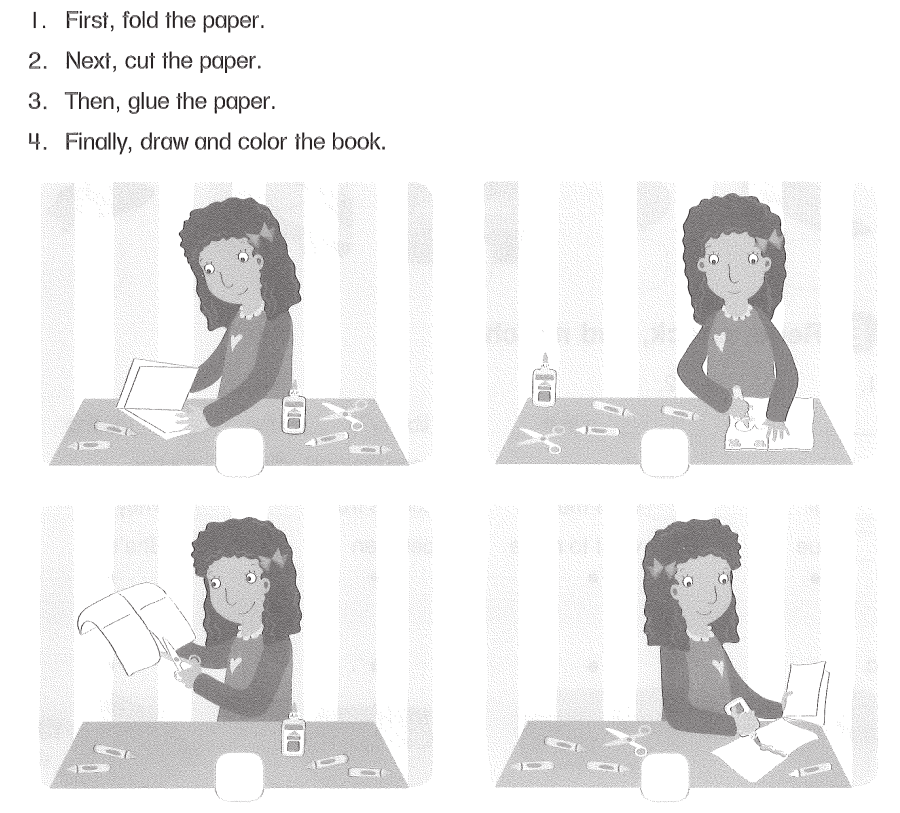 1. First, fold the paper.
2. Next, cut the paper.
3. Then, glue the paper.
4. Finally, draw and color the book.